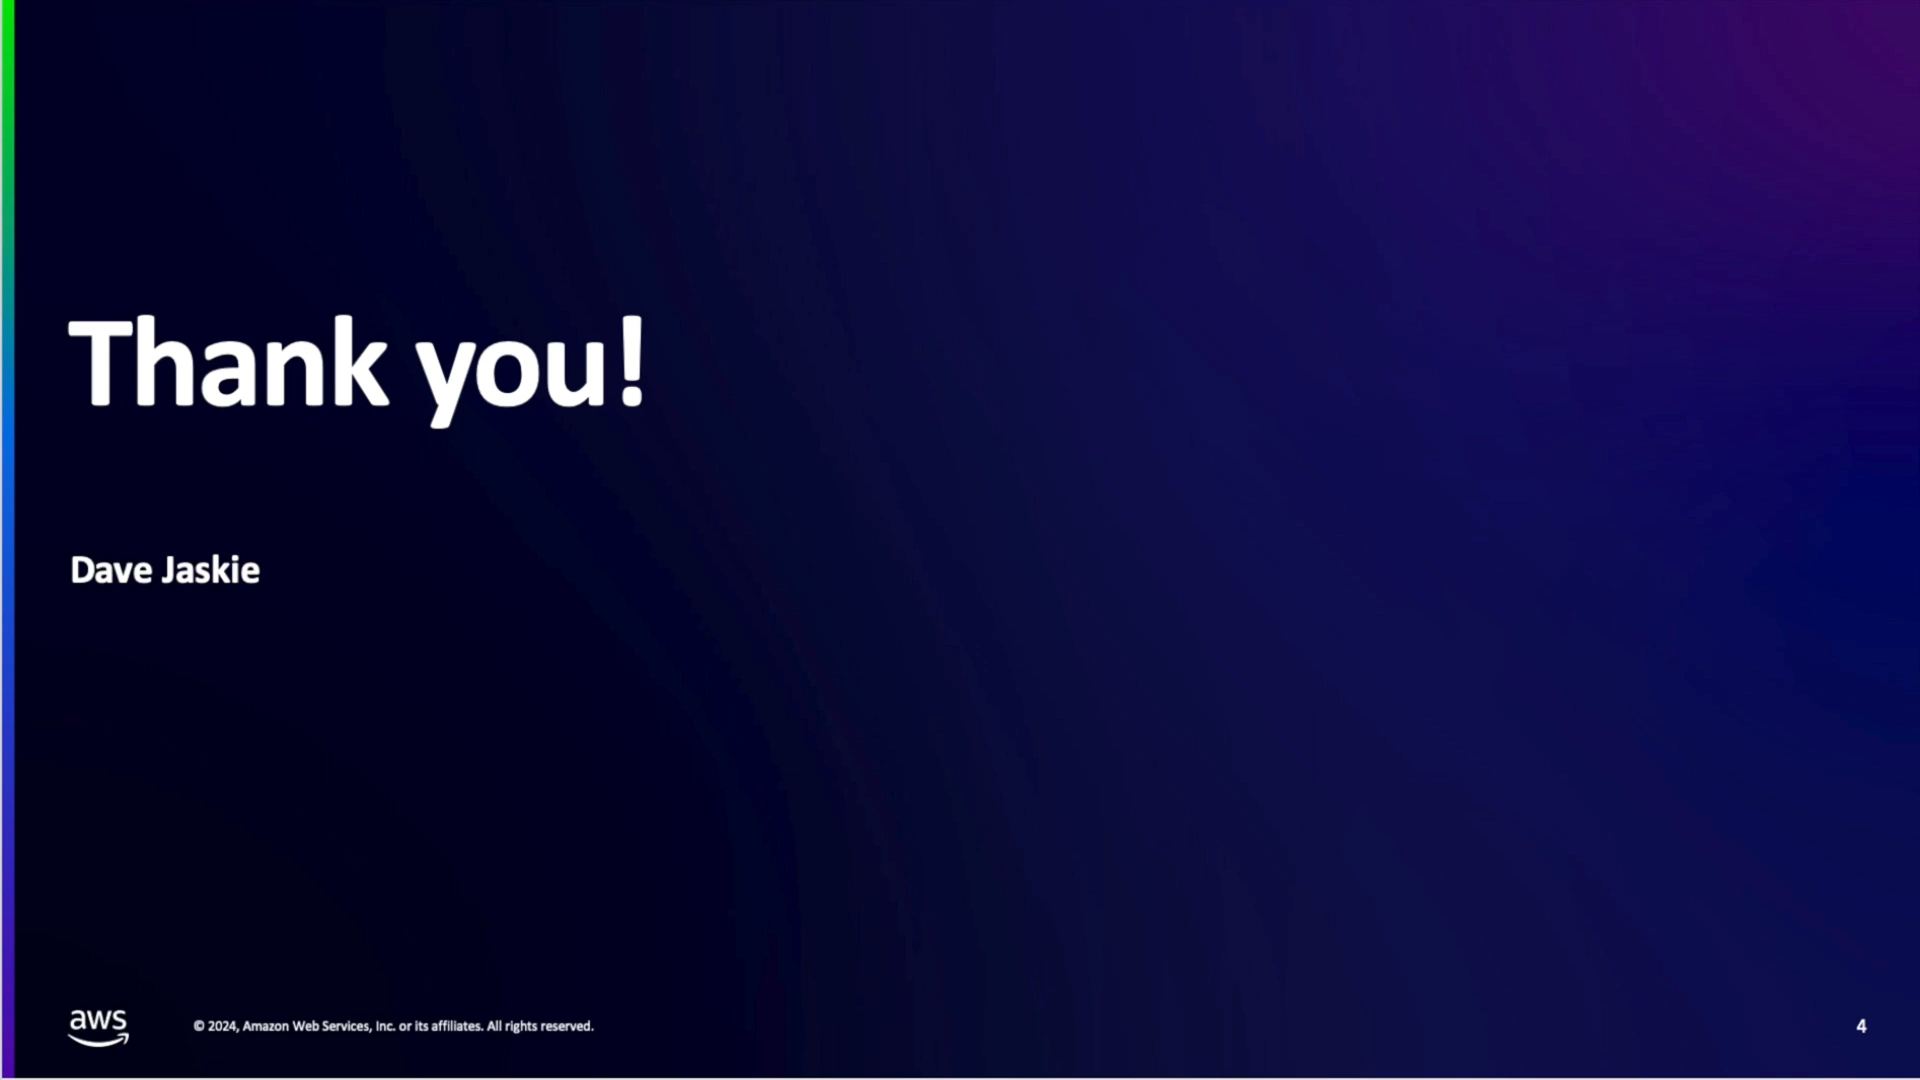 Thank you!
Dave Jaskie
aws
© 2024, Amazon Web Services, Inc. or its affiliates. All rights reserved.
4